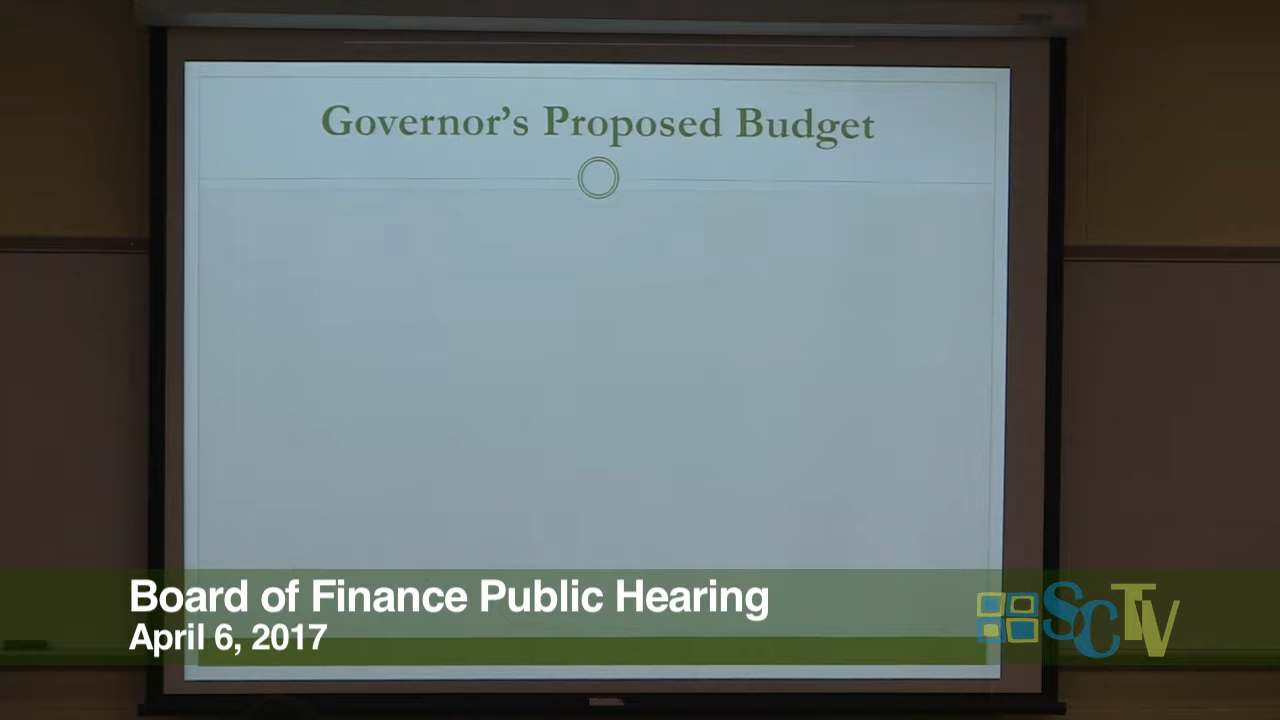 Governor's Proposed Budget
Board of Finance Public Hearing
April 6, 2017
SCTV